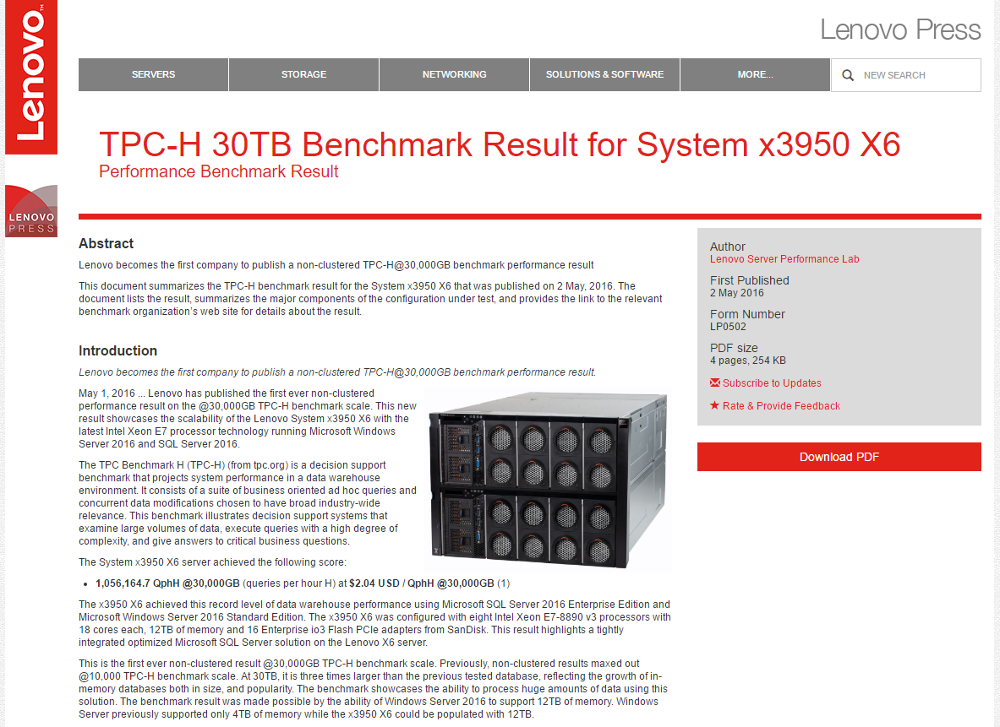 Lenovo™
Lenovo Press
SERVERS
STORAGE
NETWORKING
SOLUTIONS & SOFTWARE
MORE...
NEW SEARCH
TPC-H 30TB Benchmark Result for System x3950 X6
Performance Benchmark Result
LENOVO
PRESS
Abstract
Lenovo becomes the first company to publish a non-clustered TPC-H@30,000GB benchmark performance result
This document summarizes the TPC-H benchmark result for the System x3950 X6 that was published on 2 May, 2016. The
document lists the result, summarizes the major components of the configuration under test, and provides the link to the relevant
benchmark organization's web site for details about the result.
Introduction
Lenovo becomes the first company to publish a non-clustered TPC-H@30,000GB benchmark performance result.
May 1, 2016 ... Lenovo has published the first ever non-clustered
performance result on the @30,000GB TPC-H benchmark scale. This new
result showcases the scalability of the Lenovo System x3950 X6 with the
latest Intel Xeon E7 processor technology running Microsoft Windows
Server 2016 and SQL Server 2016.
The TPC Benchmark H (TPC-H) (from tpc.org) is a decision support
benchmark that projects system performance in a data warehouse
environment. It consists of a suite of business oriented ad hoc queries and
concurrent data modifications chosen to have broad industry-wide
relevance. This benchmark illustrates decision support systems that
examine large volumes of data, execute queries with a high degree of
complexity, and give answers to critical business questions.
The System x3950 X6 server achieved the following score:
• 1,056,164.7 QphH @30,000GB (queries per hour H) at $2.04 USD / QphH @30,000GB (1)
The x3950 X6 achieved this record level of data warehouse performance using Microsoft SQL Server 2016 Enterprise Edition and
Microsoft Windows Server 2016 Standard Edition. The x3950 X6 was configured with eight Intel Xeon E7-8890 v3 processors with
18 cores each, 12TB of memory and 16 Enterprise io3 Flash PCIe adapters from SanDisk. This result highlights a tightly
integrated optimized Microsoft SQL Server solution on the Lenovo X6 server.
This is the first ever non-clustered result @30,000GB TPC-H benchmark scale. Previously, non-clustered results maxed out
@10,000 TPC-H benchmark scale. At 30TB, it is three times larger than the previous tested database, reflecting the growth of in-
memory databases both in size, and popularity. The benchmark showcases the ability to process huge amounts of data using this
solution. The benchmark result was made possible by the ability of Windows Server 2016 to support 12TB of memory. Windows
Server previously supported only 4TB of memory while the x3950 X6 could be populated with 12TB.
Author
Lenovo Server Performance Lab
First Published
2 May 2016
Form Number
LP0502
PDF size
4 pages, 254 KB
Subscribe to Updates
Rate & Provide Feedback
Download PDF